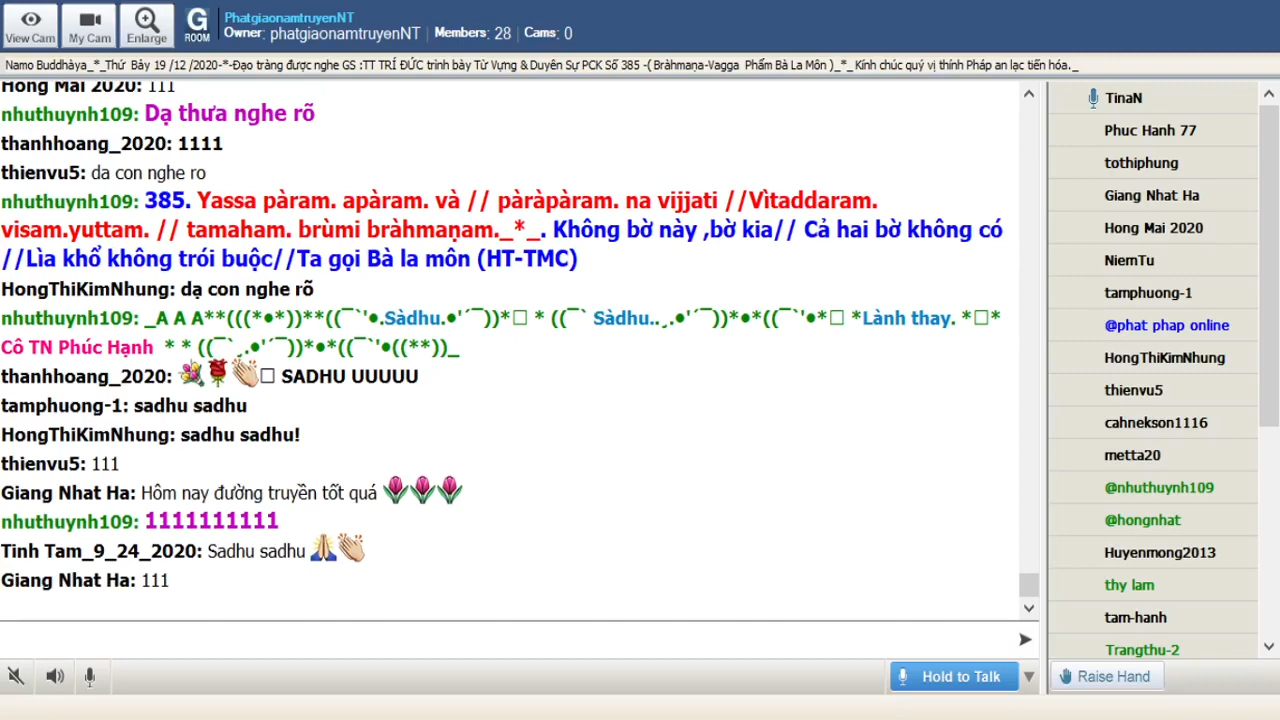 View Cam
My Cam
Enlarge
G
ROOM
PhatgiaonamtruyenNT
Owner: phatgiaonamtruyenNT | Members: 28 | Cams: 0
Namo Buddhàya_*_Thứ Bảy 19 /12 /2020-*-Đạo tràng được nghe GS :TT TRÍ ĐỨC trình bày Từ Vựng & Duyên Sự PCK Số 385 -( Bràhmaṇa-Vagga Phẩm Bà La Môn )_*_ Kính chúc quý vị thính Pháp an lạc tiến hóa._
Hong Mai 2020: 111
nhuthuynh109: Dạ thưa nghe rõ
thanhhoang_2020: 1111
thienvu5: da con nghe ro
nhuthuynh109: 385. Yassa pàram. apàram. và // pàràpàram. na vijjati //Vìtaddaram.
visam.yuttam. // tamaham. brùmi bràhmaṇam._*_. Không bờ này ,bờ kia// Cả hai bờ không có
//Lìa khổ không trói buộc//Ta gọi Bà la môn (HT-TMC)
HongThiKimNhung: dạ con nghe rõ
nhuthuynh109: _A A A**(((*•*))**((¯`'•.Sàdhu.•'´¯))*□ * ((¯` Sàdhu..¸.•'´¯))*•*((¯`'•*□ *Lành thay. *□*
Cô TN Phúc Hạnh * * ((¯`¸.•'´¯))*•*((¯`'•((**))_
thanhhoang_2020: 💐🌹👏□ SADHU UUUUU
tamphuong-1: sadhu sadhu
HongThiKimNhung: sadhu sadhu!
thienvu5: 111
Giang Nhat Ha: Hôm nay đường truyền tốt quá 🌷🌷🌷
nhuthuynh109: 1111111111
Tinh Tam_9_24_2020: Sadhu sadhu 🙏👏
Giang Nhat Ha: 111
TinaN
Phuc Hanh 77
tothiphung
Giang Nhat Ha
Hong Mai 2020
NiemTu
tamphuong-1
@phat phap online
HongThiKimNhung
thienvu5
cahnekson1116
metta20
@nhuthuynh109
@hongnhat
Huyenmong2013
thy lam
tam-hanh
Trangthu-2
Hold to Talk
Raise Hand